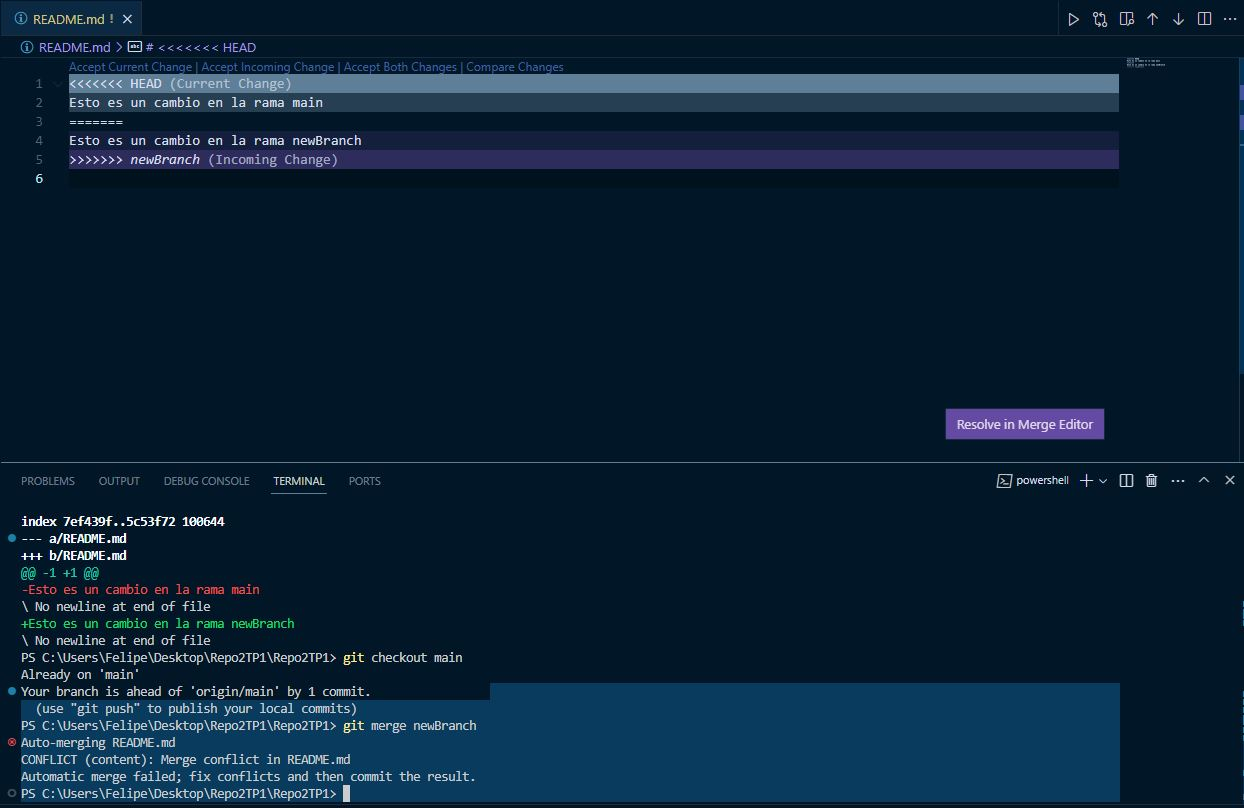 README.md !
README.md > # <<<<<<< HEAD
Accept Current Change | Accept Incoming Change | Accept Both Changes | Compare Changes
1 <<<<<<< HEAD (Current Change)
2 Esto es un cambio en la rama main
3 =======
4 Esto es un cambio en la rama newBranch
5 >>>>>>> newBranch (Incoming Change)
6
Resolve in Merge Editor
PROBLEMS OUTPUT DEBUG CONSOLE TERMINAL PORTS powershell
index 7ef439f..5c53f72 100644
--- a/README.md
+++ b/README.md
@@ -1 +1 @@
-Esto es un cambio en la rama main
\ No newline at end of file
+Esto es un cambio en la rama newBranch
\ No newline at end of file
PS C:\Users\Felipe\Desktop\Repo2TP1\Repo2TP1> git checkout main
Already on 'main'
Your branch is ahead of 'origin/main' by 1 commit.
  (use "git push" to publish your local commits)
PS C:\Users\Felipe\Desktop\Repo2TP1\Repo2TP1> git merge newBranch
Auto-merging README.md
CONFLICT (content): Merge conflict in README.md
Automatic merge failed; fix conflicts and then commit the result.
PS C:\Users\Felipe\Desktop\Repo2TP1\Repo2TP1>